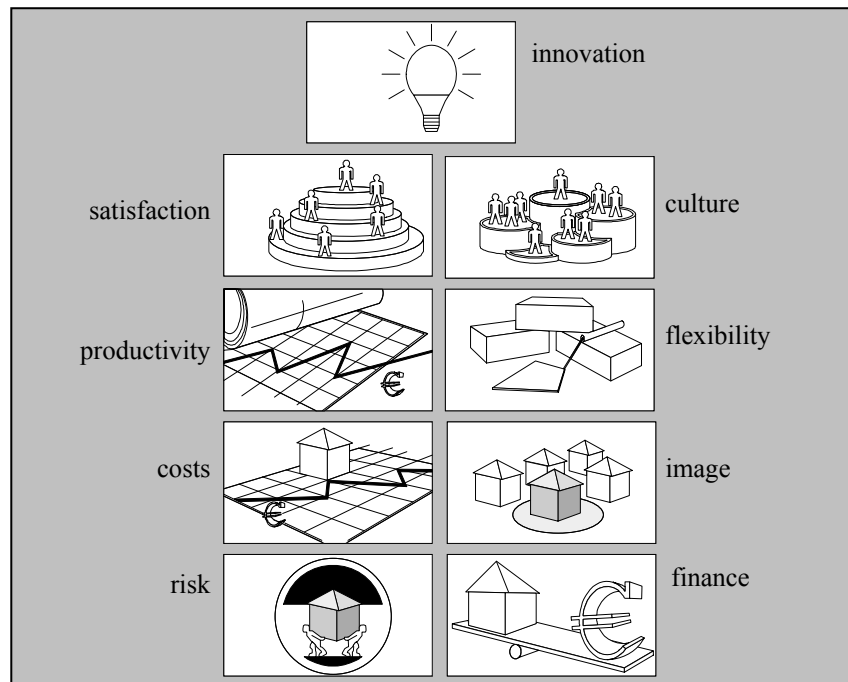 innovation
satisfaction
culture
productivity
flexibility
costs
image
risk
finance